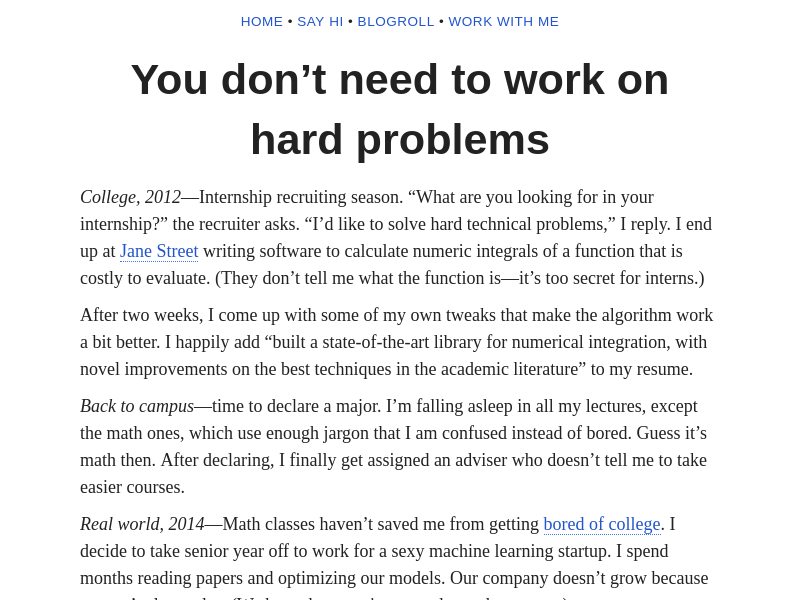 HOME • SAY HI • BLOGROLL • WORK WITH ME
You don’t need to work on
hard problems
College, 2012—Internship recruiting season. “What are you looking for in your
internship?” the recruiter asks. “I’d like to solve hard technical problems,” I reply. I end
up at Jane Street writing software to calculate numeric integrals of a function that is
costly to evaluate. (They don’t tell me what the function is—it’s too secret for interns.)
After two weeks, I come up with some of my own tweaks that make the algorithm work
a bit better. I happily add “built a state-of-the-art library for numerical integration, with
novel improvements on the best techniques in the academic literature” to my resume.
Back to campus—time to declare a major. I’m falling asleep in all my lectures, except
the math ones, which use enough jargon that I am confused instead of bored. Guess it’s
math then. After declaring, I finally get assigned an adviser who doesn’t tell me to take
easier courses.
Real world, 2014—Math classes haven’t saved me from getting bored of college. I
decide to take senior year off to work for a sexy machine learning startup. I spend
months reading papers and optimizing our models. Our company doesn’t grow because